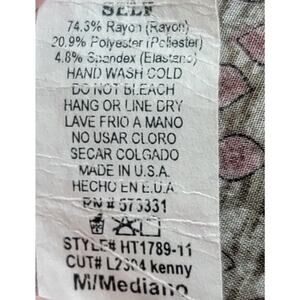 SELF
74.3% Rayon (Rayon)
20.9% Polyester (Poliester)
4.8% Spandex (Elastano)
HAND WASH COLD
DO NOT BLEACH
HANG OR LINE DRY
LAVE FRIO A MANO
NO USAR CLORO
SECAR COLGADO
MADE IN U.S.A.
HECHO EN E.U.A
RN# 573331
STYLE# HT1789-11
CUT# L2304 kenny
M/Mediano